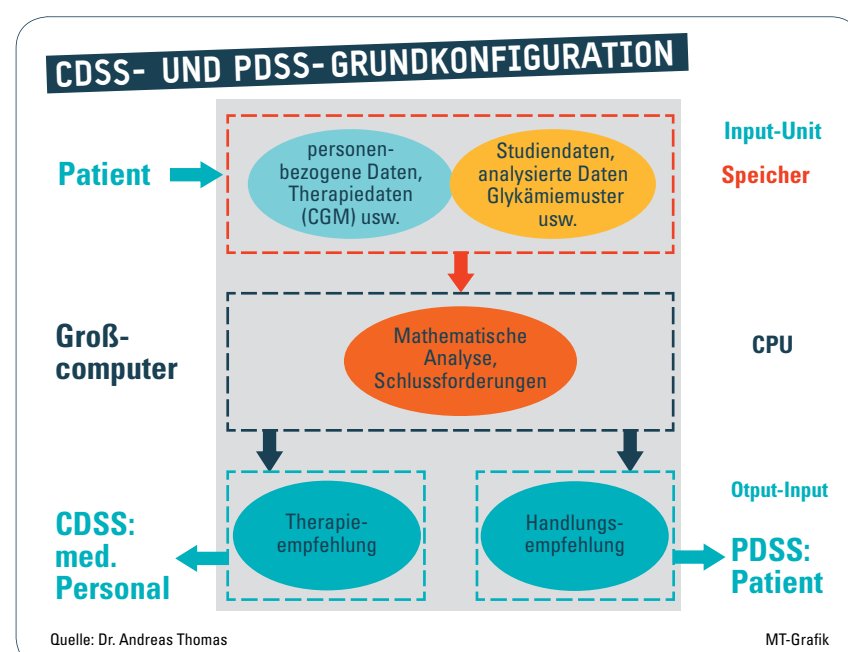 CDSS- UND PDSS-GRUNDKONFIGURATION
Patient
personen-
bezogene Daten,
Therapiedaten
(CGM) usw.
Studiendaten,
analysierte Daten
Glykämiemuster
usw.
Input-Unit
Speicher
Groß-
computer
Mathematische
Analyse,
Schlussforderungen
CPU
CDSS:
med.
Personal
Therapie-
empfehlung
Handlungs-
empfehlung
Otput-Input
PDSS:
Patient
Quelle: Dr. Andreas Thomas
MT-Grafik